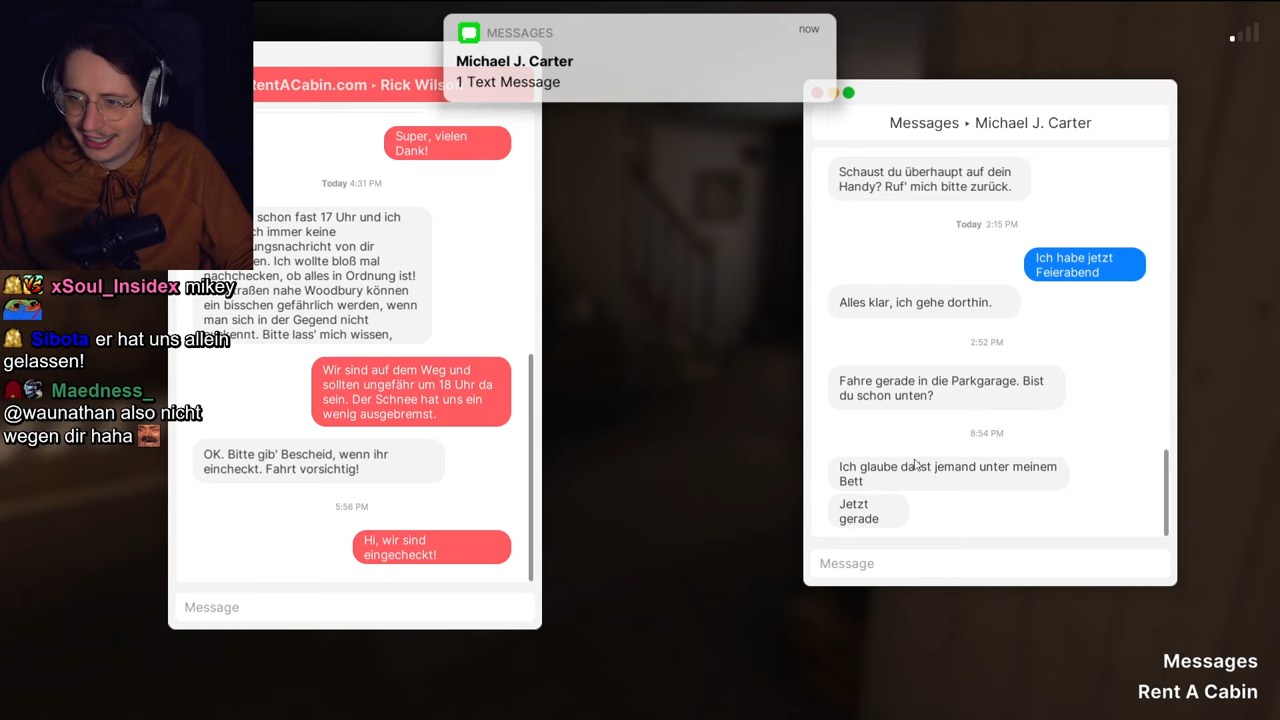 MESSAGES
now
Michael J. Carter
1 Text Message
RentACabin.com ‣ Rick Wilson
Super, vielen
Dank!
Today 4:31 PM
schon fast 17 Uhr und ich
immer keine
von dir
Ich wollte bloß mal
nachchecken, ob alles in Ordnung ist!
nahe Woodbury können
ein bisschen gefährlich werden, wenn
man sich in der Gegend nicht
Bitte lass' mich wissen,
Wir sind auf dem Weg und
sollten ungefähr um 18 Uhr da
sein. Der Schnee hat uns ein
wenig ausgebremst.
OK. Bitte gib' Bescheid, wenn ihr
eincheckt. Fahrt vorsichtig!
5:56 PM
Hi, wir sind
eingecheckt!
Message
xSoul_Insidex mikey
Sibota er hat uns allein
gelassen!
Maedness_
@waunathan also nicht
wegen dir haha
Messages ‣ Michael J. Carter
Schaust du überhaupt auf dein
Handy? Ruf' mich bitte zurück.
Today 2:15 PM
Ich habe jetzt
Feierabend
Alles klar, ich gehe dorthin.
2:52 PM
Fahre gerade in die Parkgarage. Bist
du schon unten?
8:54 PM
Ich glaube da ist jemand unter meinem
Bett
Jetzt
gerade
Message
Messages
Rent A Cabin